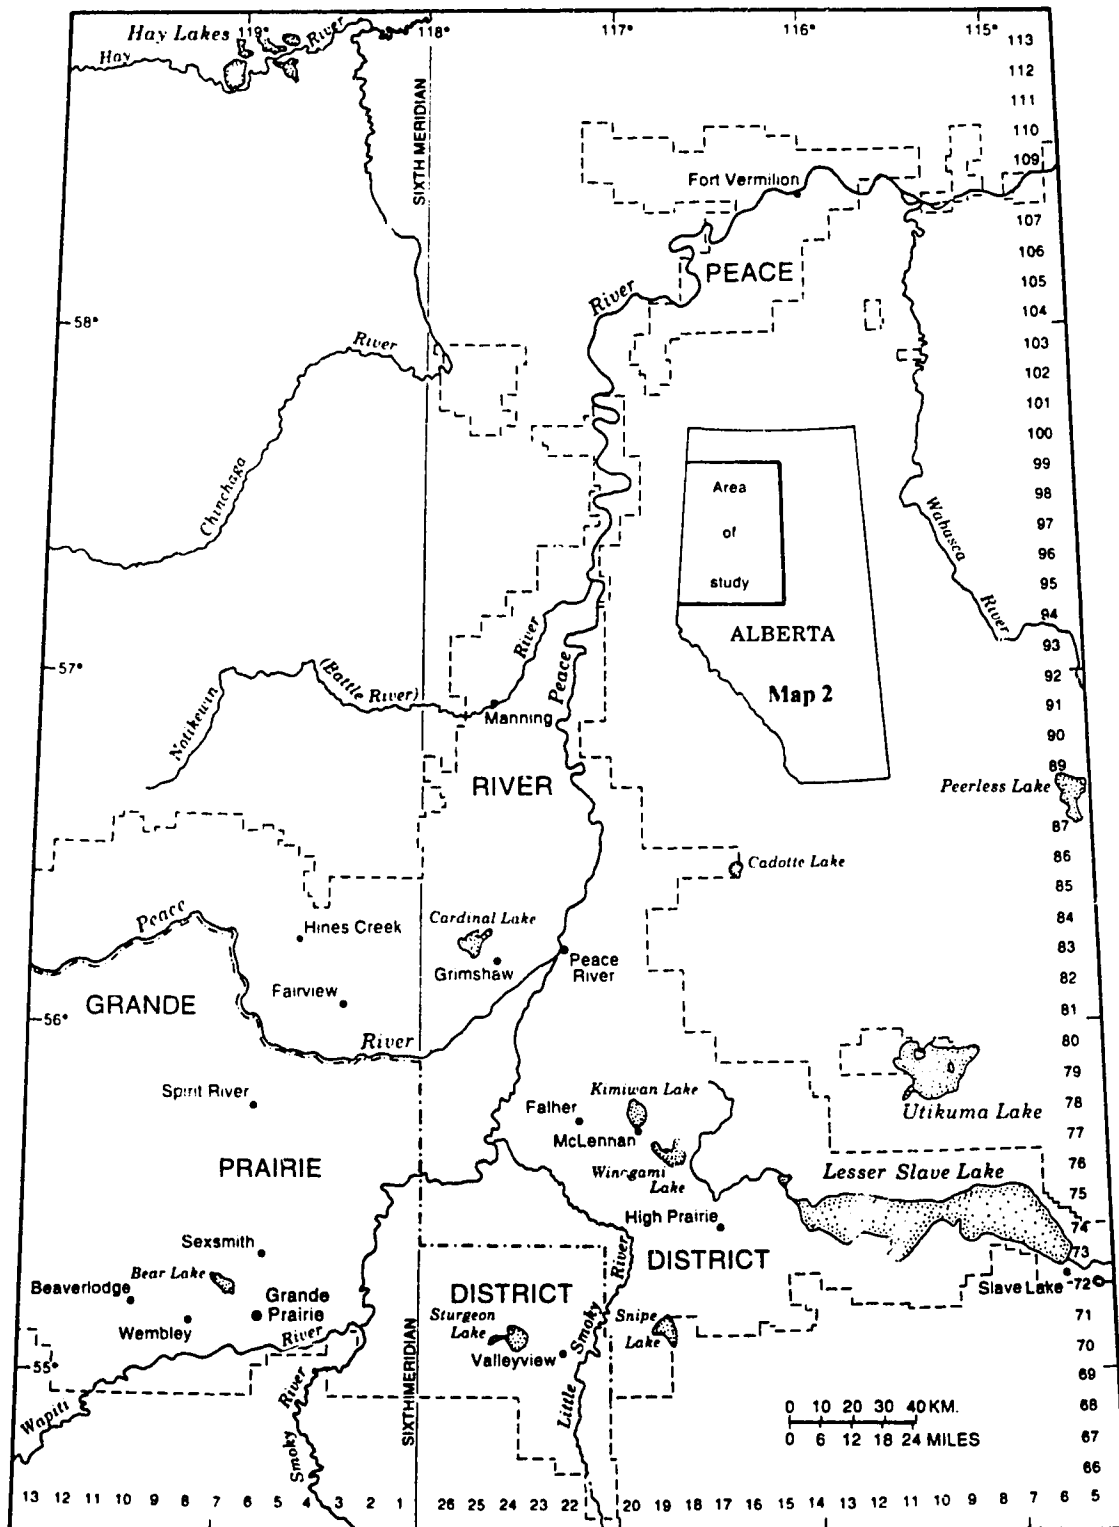 119° 118° 117° 116° 115°
Hay Lakes
River
Hay
SIXTH MERIDIAN
113
112
111
110
109
107
106
105
104
103
102
101
100
99
98
97
96
95
94
93
92
91
90
89
87
86
85
84
83
82
81
80
79
78
77
76
75
74
73
72
71
70
69
68
67
66
Fort Vermilion
PEACE
River
58°
River
Chinchaga
Area
of
study
ALBERTA
Map 2
Wabasca
River
57°
Notikewin
(Battle River)
River
Peace
Manning
RIVER
Peerless Lake
Cadotte Lake
Peace
Hines Creek
Cardinal Lake
Grimshaw
Peace
River
Fairview
GRANDE
56°
River
Spirit River
Kimiwan Lake
Falher
McLennan
Utikuma Lake
PRAIRIE
Winagami
Lake
Lesser Slave Lake
High Prairie
Sexsmith
River
DISTRICT
Bear Lake
Beaverlodge
Grande
Prairie
Wembley
River
DISTRICT
Sturgeon
Lake
Valleyview
Smoky
Snipe
Lake
Slave Lake
55°
Wapiti
River
Smoky
SIXTH MERIDIAN
Little
0 10 20 30 40 KM.
0 6 12 18 24 MILES
13 12 11 10 9 8 7 6 5 4 3 2 1 26 25 24 23 22 20 19 18 17 16 15 14 13 12 11 10 9 8 7 6 5